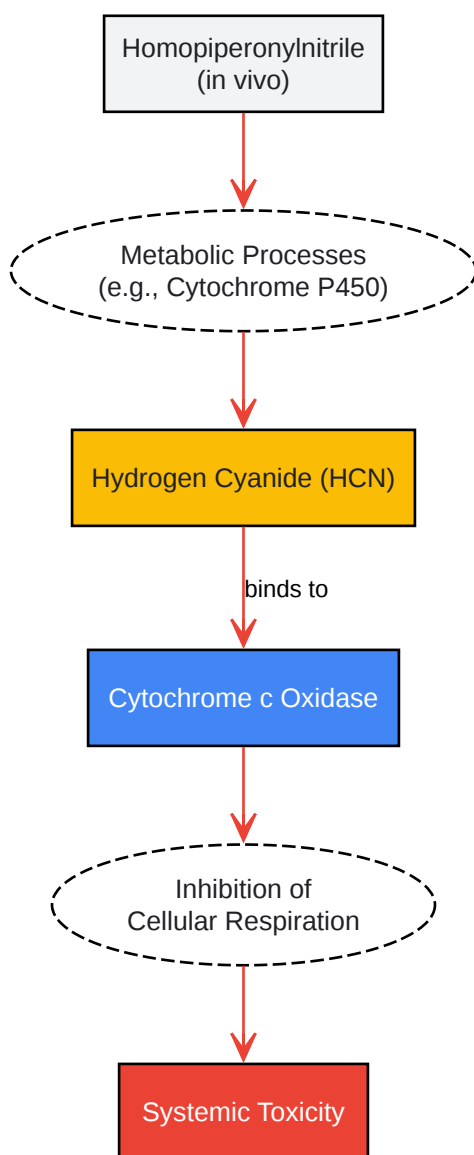 Homopiperonylnitrile
(in vivo)
Metabolic Processes
(e.g., Cytochrome P450)
Hydrogen Cyanide (HCN)
binds to
Cytochrome c Oxidase
Inhibition of
Cellular Respiration
Systemic Toxicity